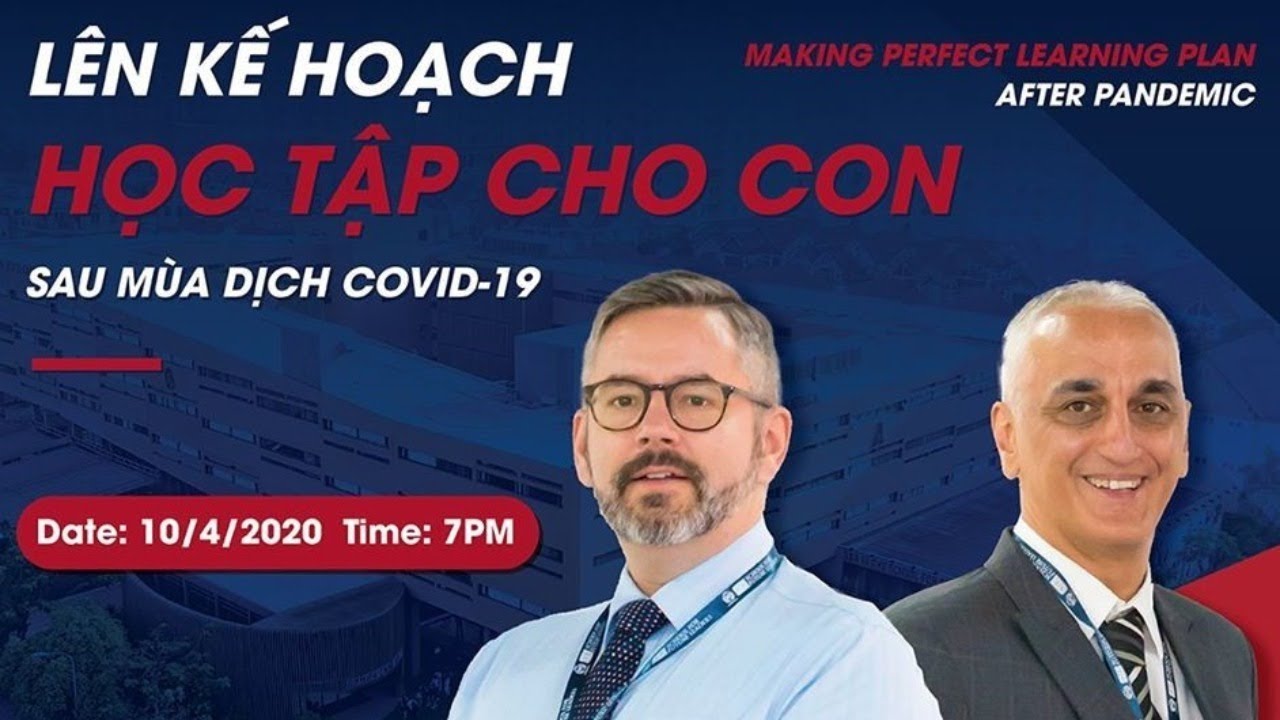 LÊN KẾ HOẠCH
HỌC TẬP CHO CON
SAU MÙA DỊCH COVID-19
MAKING PERFECT LEARNING PLAN
AFTER PANDEMIC
Date: 10/4/2020 Time: 7PM